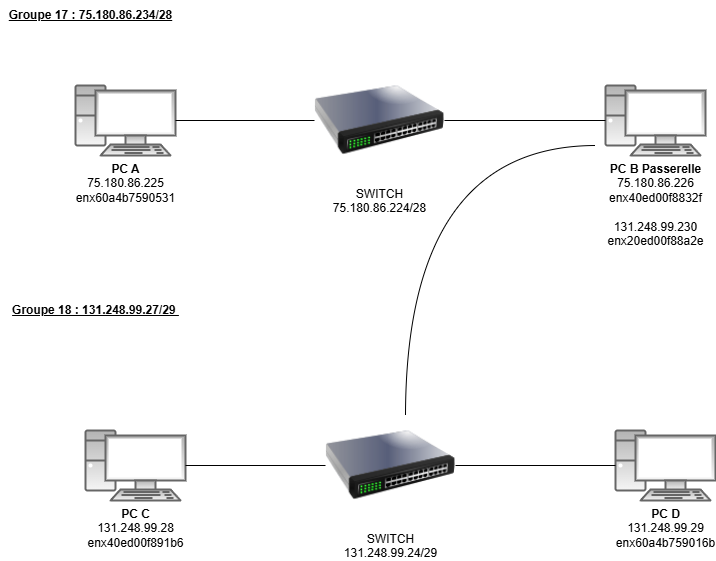 Groupe 17 : 75.180.86.234/28
PC A
75.180.86.225
enx60a4b7590531
SWITCH
75.180.86.224/28
PC B Passerelle
75.180.86.226
enx40ed00f8832f
131.248.99.230
enx20ed00f88a2e
Groupe 18 : 131.248.99.27/29
PC C
131.248.99.28
enx40ed00f891b6
SWITCH
131.248.99.24/29
PC D
131.248.99.29
enx60a4b759016b